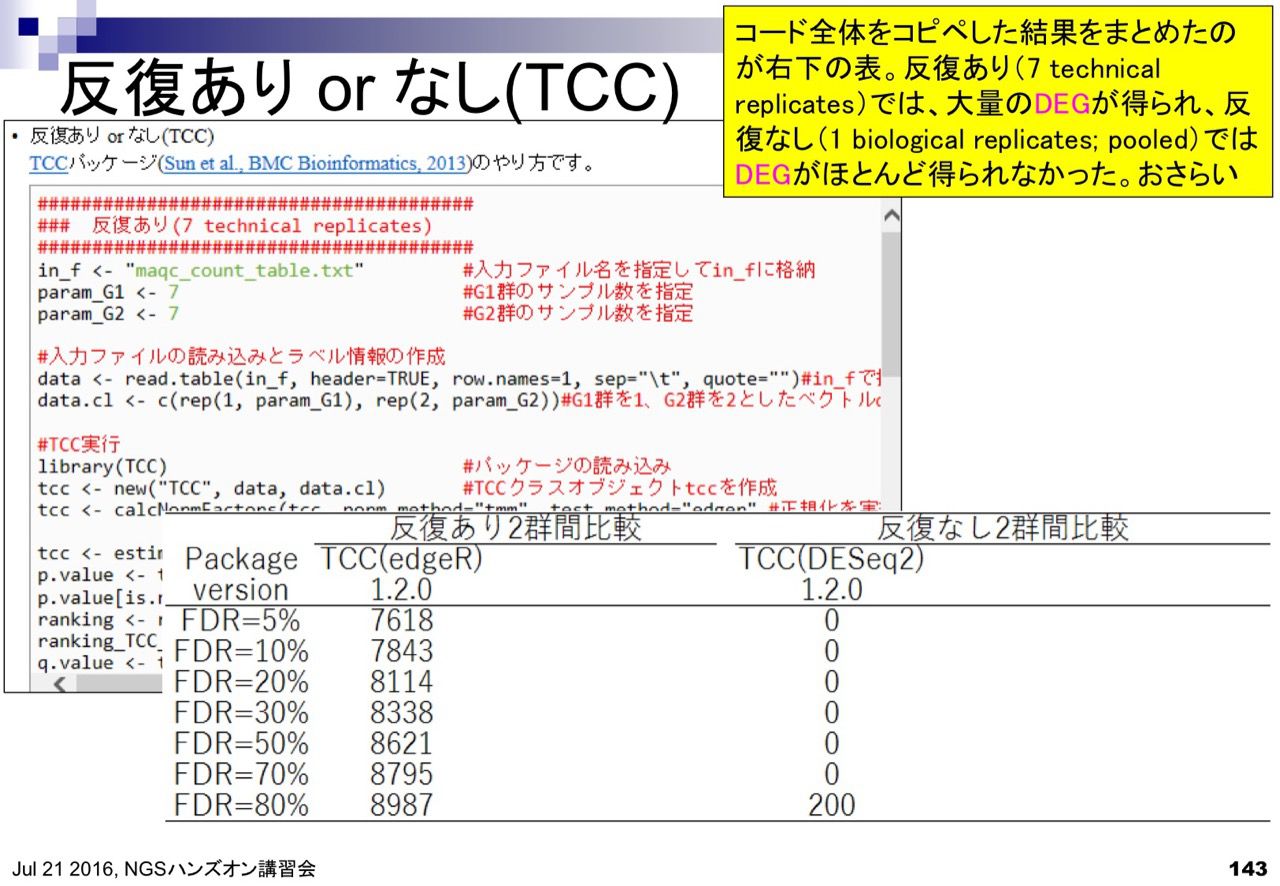 反復あり or なし(TCC)
コード全体をコピペした結果をまとめたの
が右下の表。反復あり（7 technical
replicates）では、大量のDEGが得られ、反
復なし（1 biological replicates; pooled）では
DEGがほとんど得られなかった。おさらい
• 反復あり or なし(TCC)
TCCパッケージ(Sun et al., BMC Bioinformatics, 2013)のやり方です。
########################################
### 反復あり(7 technical replicates)
########################################
in_f <- "maqc_count_table.txt" #入力ファイル名を指定してin_fに格納
param_G1 <- 7 #G1群のサンプル数を指定
param_G2 <- 7 #G2群のサンプル数を指定
#入力ファイルの読み込みとラベル情報の作成
data <- read.table(in_f, header=TRUE, row.names=1, sep="\t", quote="")#in_fで
data.cl <- c(rep(1, param_G1), rep(2, param_G2))#G1群を1、G2群を2としたベクトル
#TCC実行
library(TCC) #パッケージの読み込み
tcc <- new("TCC", data, data.cl) #TCCクラスオブジェクトtccを作成
tcc <- calcNormFactors(tcc, norm.method="tmm", test.method="edger", #正規化を実
tcc <- estim
p.value <- t
p.value[is.n
ranking <- r
ranking_TCC_
q.value <- t
反復あり2群間比較 反復なし2群間比較
Package TCC(edgeR) TCC(DESeq2)
version 1.2.0 1.2.0
FDR=5% 7618 0
FDR=10% 7843 0
FDR=20% 8114 0
FDR=30% 8338 0
FDR=50% 8621 0
FDR=70% 8795 0
FDR=80% 8987 200
Jul 21 2016, NGSハンズオン講習会
143